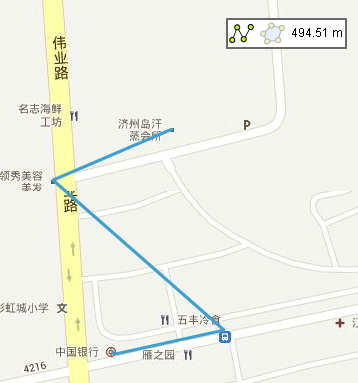 494.51 m
伟业路
名志海鲜
工坊
济州岛汗
蒸会所
P
领秀美容
美发
路
彩虹城小学
文
五丰冷食
中国银行
雁之园
4216
江